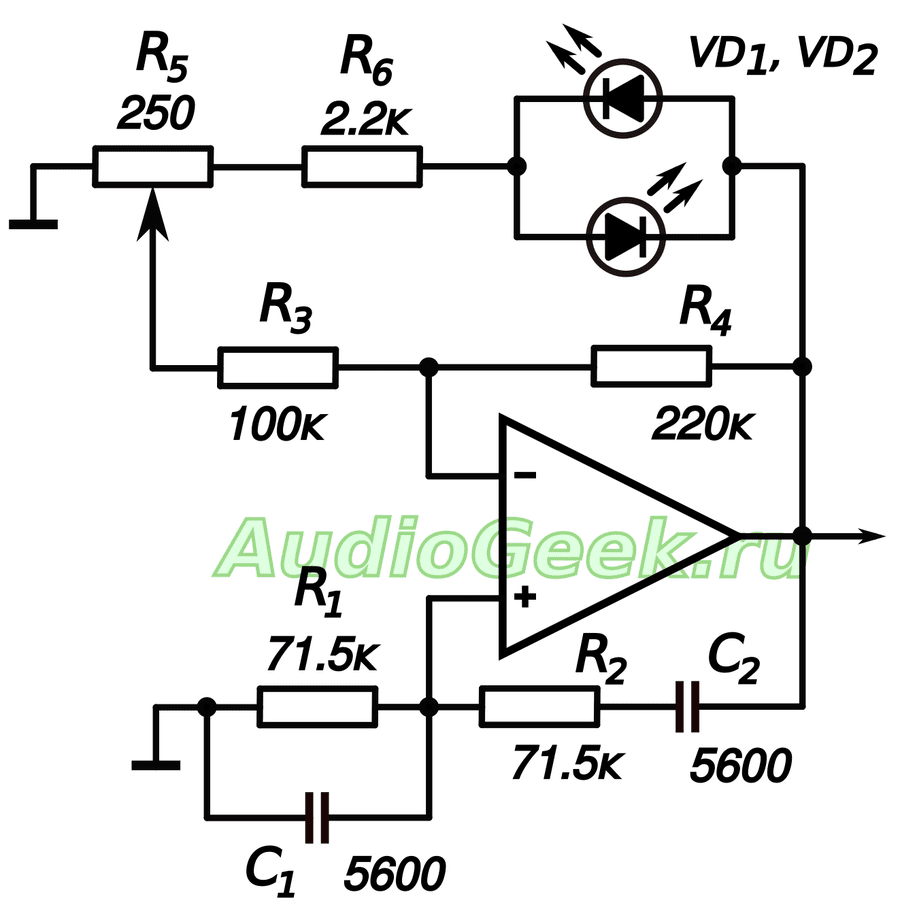 R5
250
R6
2.2к
VD1, VD2
R3
100к
R4
220к
−
+
AudioGeek.ru
R1
71.5к
R2
71.5к
C2
5600
C1
5600